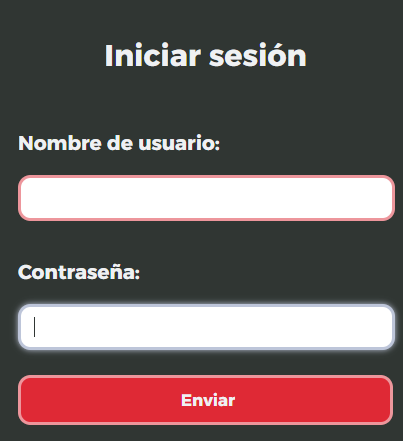 Iniciar sesión
Nombre de usuario:
Contraseña:
Enviar